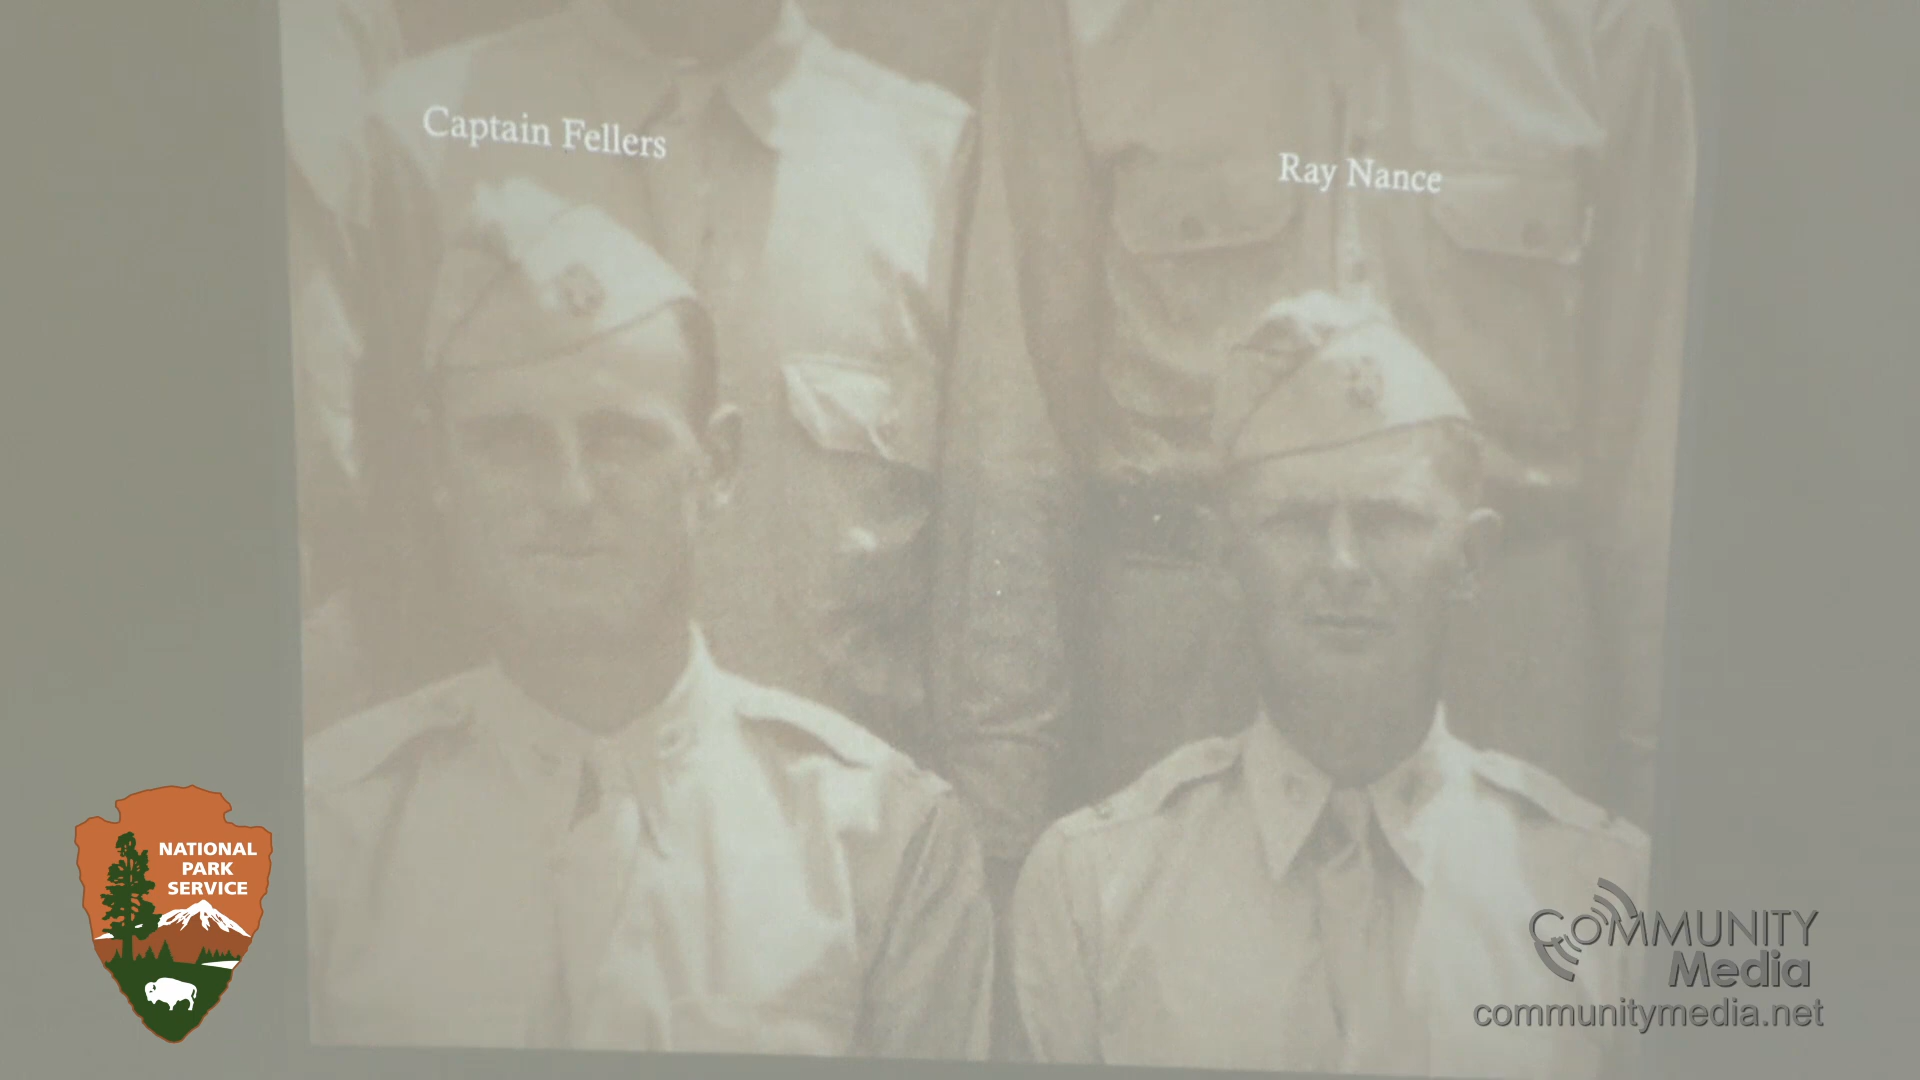 Captain Fellers
Ray Nance
NATIONAL
PARK
SERVICE
COMMUNITY
Media
communitymedia.net